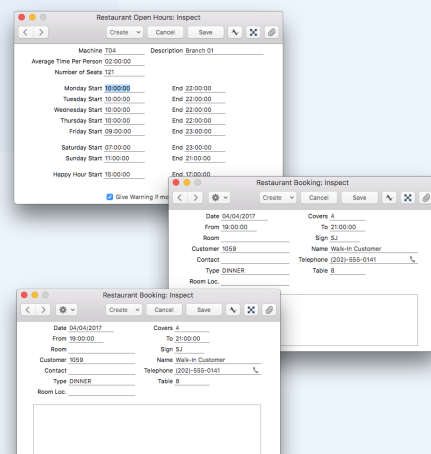 Restaurant Open Hours: Inspect
Create Cancel Save
Machine T04 Description Branch 01
Average Time Per Person 02:00:00
Number of Seats 121
Monday Start 10:00:00 End 22:00:00
Tuesday Start 10:00:00 End 22:00:00
Wednesday Start 10:00:00 End 22:00:00
Thursday Start 10:00:00 End 22:00:00
Friday Start 09:00:00 End 23:00:00
Saturday Start 07:00:00 End 23:00:00
Sunday Start 11:00:00 End 21:00:00
Happy Hour Start 15:00:00 End 17:00:00
Give Warning if mo
Restaurant Booking: Inspect
Create Cancel Save
Date 04/04/2017 Covers 4
From 19:00:00 To 21:00:00
Room Sign SJ
Customer 1059 Name Walk-In Customer
Contact Telephone (202)-555-0141
Type DINNER Table 8
Room Loc.
Restaurant Booking: Inspect
Create Cancel Save
Date 04/04/2017 Covers 4
From 19:00:00 To 21:00:00
Room Sign SJ
Customer 1059 Name Walk-In Customer
Contact Telephone (202)-555-0141
Type DINNER Table 8
Room Loc.